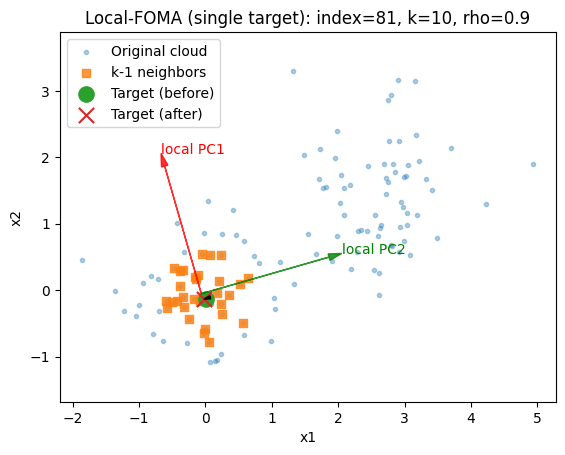 Local-FOMA (single target): index=81, k=10, rho=0.9
Original cloud
k-1 neighbors
Target (before)
Target (after)
local PC1
local PC2
3
2
1
0
−1
x2
−2
−1
0
1
2
3
4
5
x1